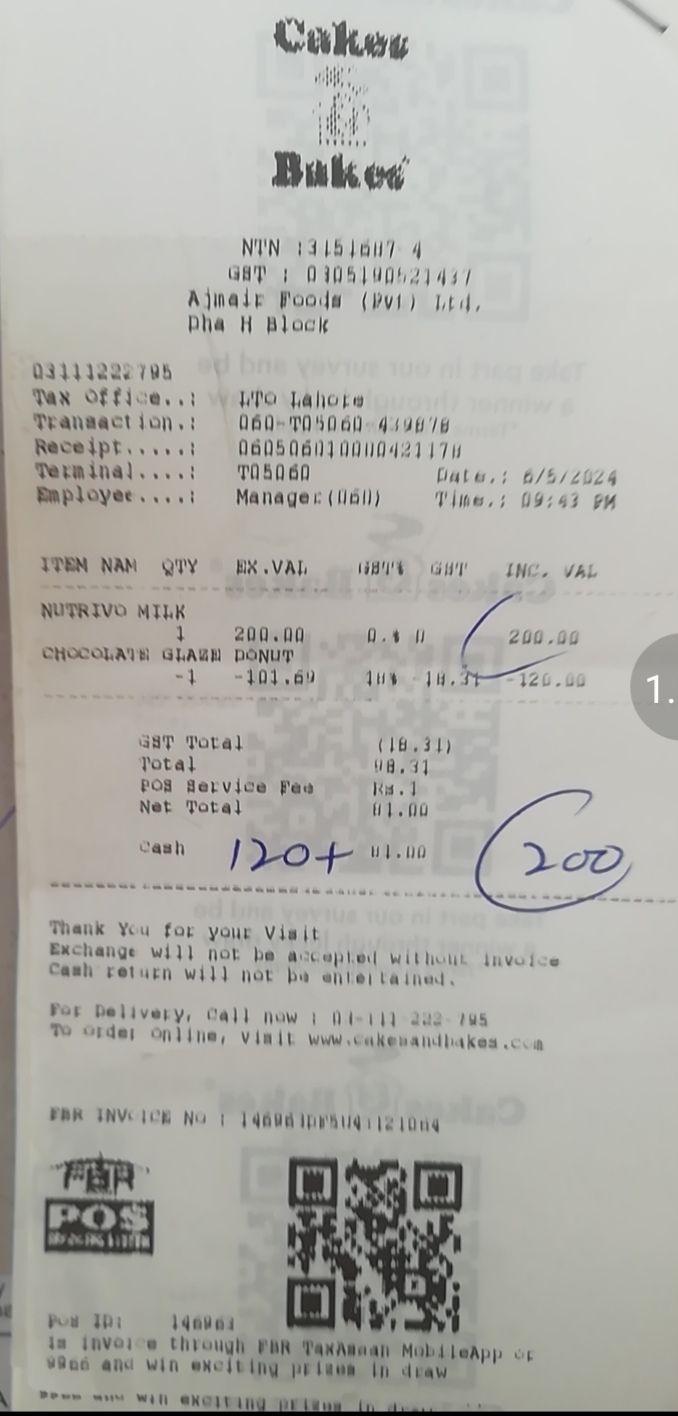 Cakes
&
Bakes
NTN :3151687-4
GST : 0305190521437
Ajmair Foods (Pvt) Ltd.
Dha H Block
03111222795
Tax Office..: LTO Lahore
Transaction.: 060-T05060-439878
Receipt.....: 060506010000421178
Terminal....: T05060 Date.: 6/5/2024
Employee....: Manager(060) Time.: 09:43 PM
ITEM NAM QTY EX.VAL GST% GST INC. VAL
NUTRIVO MILK
1 200.00 0.% 0 200.00
CHOCOLATE GLAZE DONUT
-1 -101.69 18% -18.31 -120.00
GST Total (18.31)
Total 98.31
POS Service Fee Rs.1
Net Total 81.00
Cash 120+ 81.00 200
Thank You for your Visit
Exchange will not be accepted without invoice
Cash return will not be entertained.
For Delivery, Call now : 04-111-222-795
To order online, visit www.cakesandbakes.com
FBR INVOICE No :
FBR
POS
POS ID: 146963
is invoice through FBR TaxAsaan MobileApp or
9966 and win exciting prizes in draw
and win exciting prizes in draw
1.